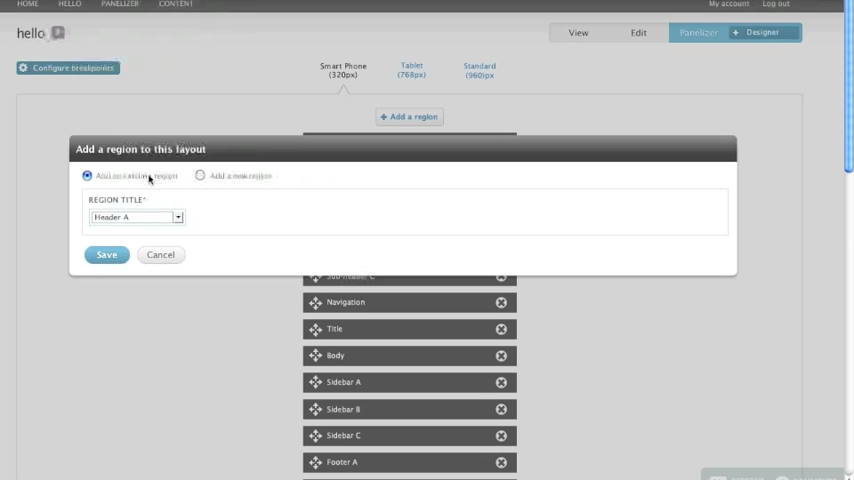 HOME HELLO PANELIZER CONTENT My account Log out
hello
View Edit Panelizer + Designer
Configure breakpoints
Smart Phone (320px)
Tablet (768px)
Standard (960)px
+ Add a region
Add a region to this layout
Add an existing region Add a new region
REGION TITLE*
Header A
Save Cancel
Sub-header C
Navigation
Title
Body
Sidebar A
Sidebar B
Sidebar C
Footer A